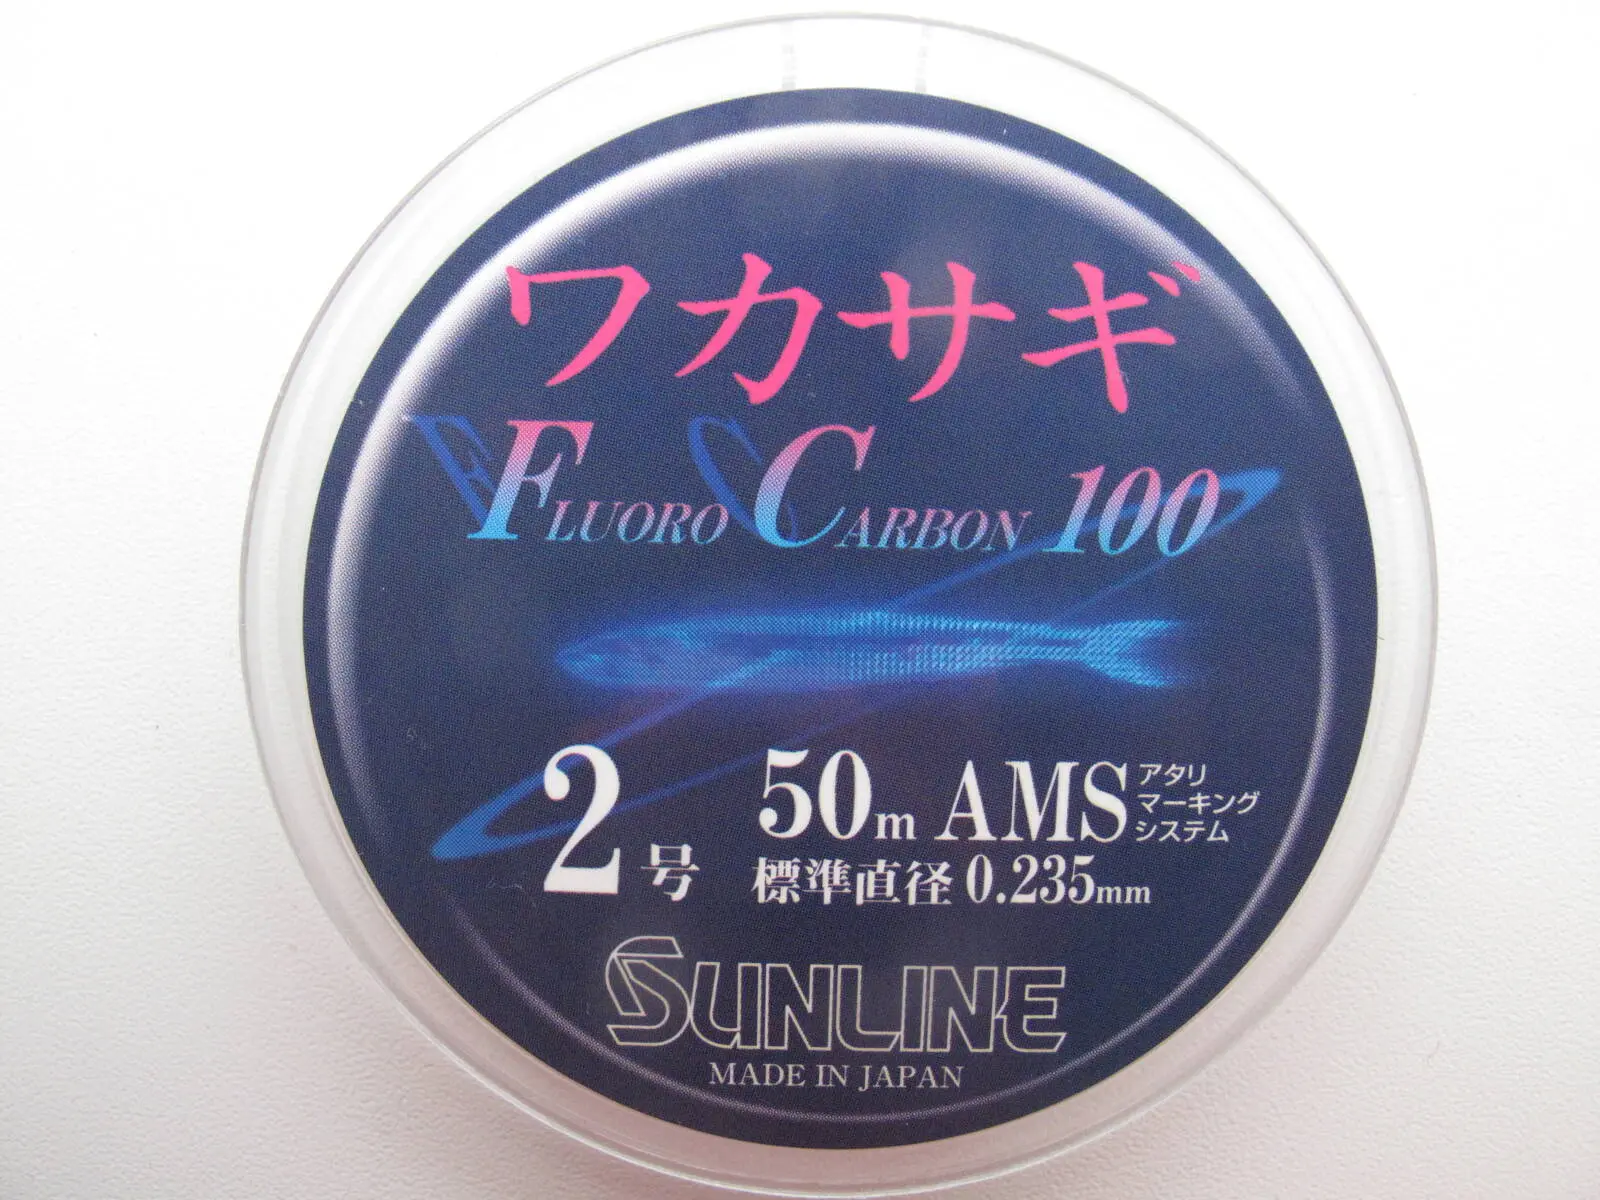 ワカサギ
FLUORO CARBON 100
2号
50m AMS アタリ
マーキング
システム
標準直径 0.235mm
SUNLINE
MADE IN JAPAN